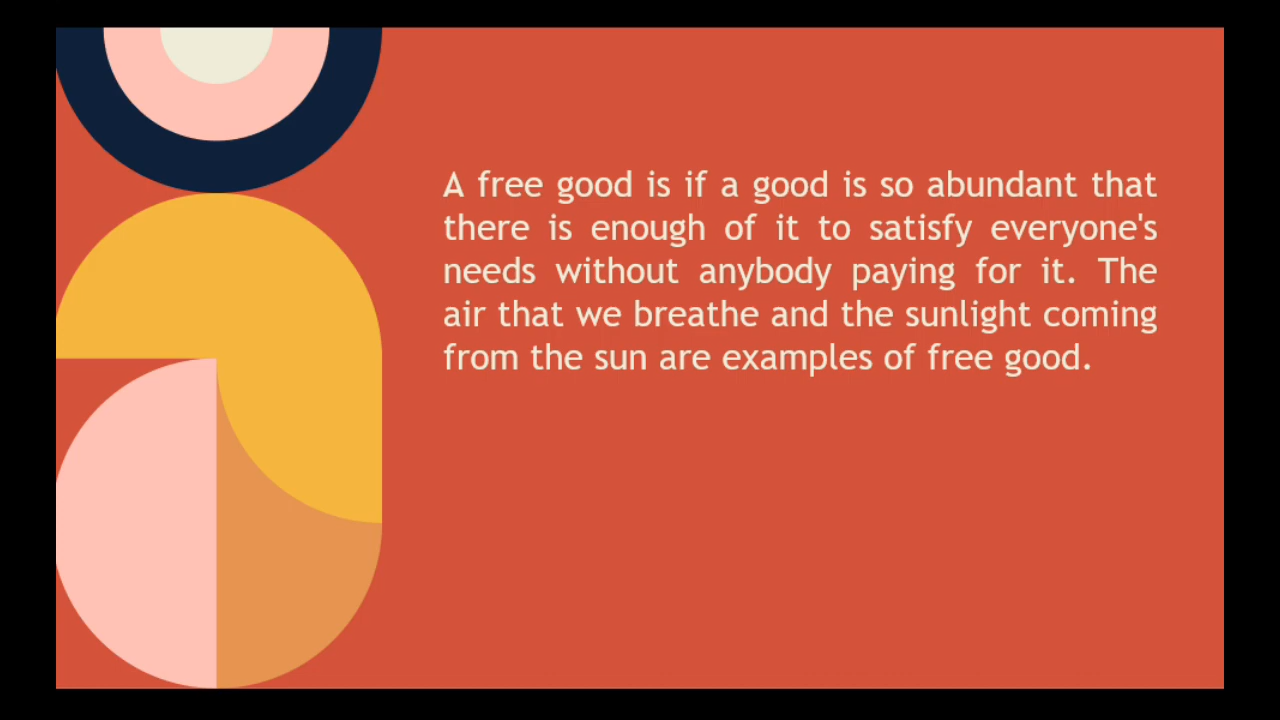 A free good is if a good is so abundant that
there is enough of it to satisfy everyone's
needs without anybody paying for it. The
air that we breathe and the sunlight coming
from the sun are examples of free good.